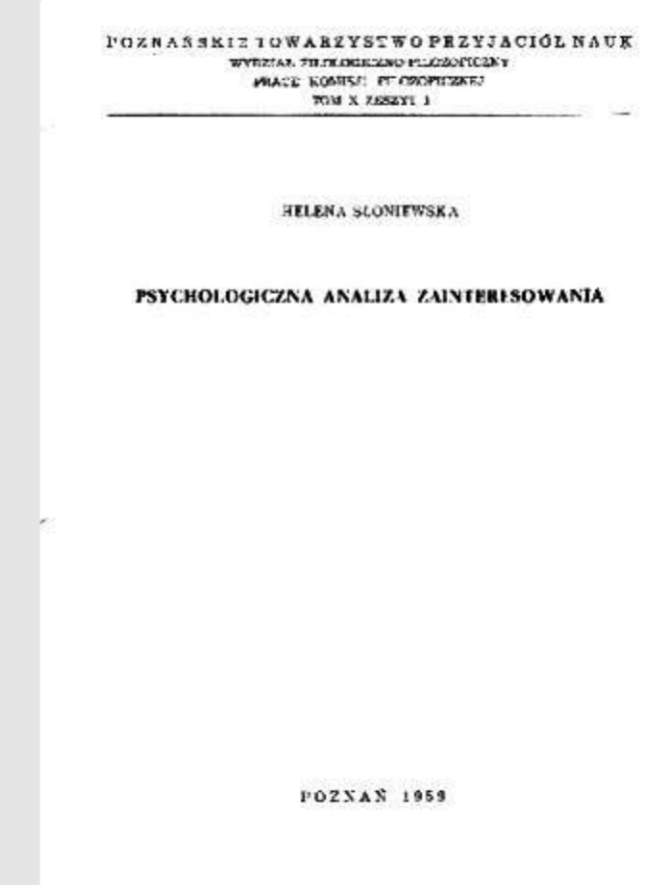 POZNAŃSKIE TOWARZYSTWO PRZYJACIÓŁ NAUK
WYDZIAŁ FILOLOGICZNO-FILOZOFICZNY
PRACE KOMISJI FILOZOFICZNEJ
TOM X ZESZYT 1
HELENA SŁONIEWSKA
PSYCHOLOGICZNA ANALIZA ZAINTERESOWANIA
POZNAŃ 1959